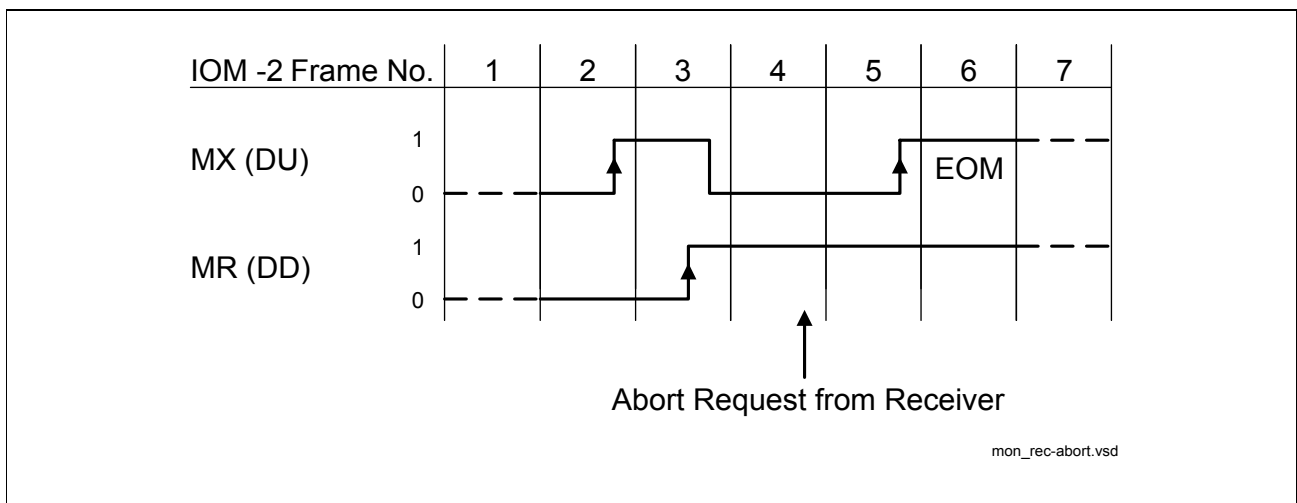 IOM -2 Frame No. 1 2 3 4 5 6 7
1
MX (DU)
EOM
0
1
MR (DD)
0
Abort Request from Receiver
mon_rec-abort.vsd